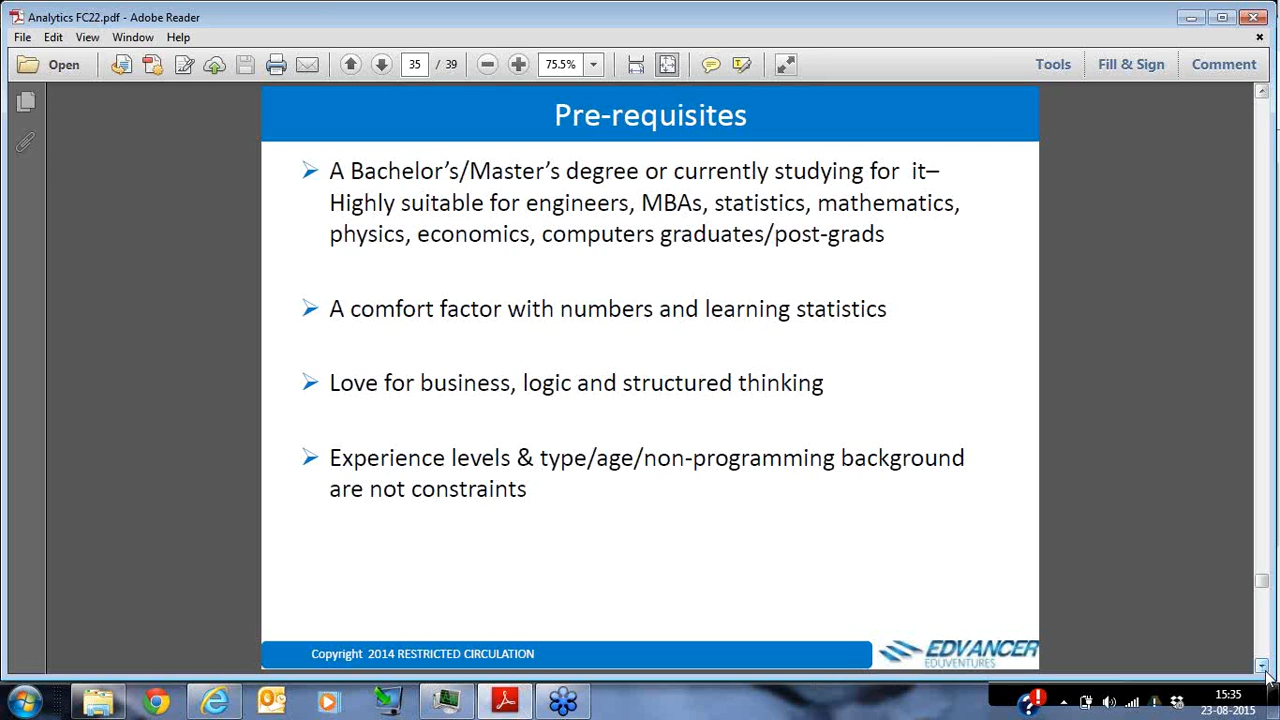 Analytics FC22.pdf - Adobe Reader
File Edit View Window Help
Open 35 / 39 75.5% Tools Fill & Sign Comment
Pre-requisites
A Bachelor's/Master's degree or currently studying for it–
Highly suitable for engineers, MBAs, statistics, mathematics,
physics, economics, computers graduates/post-grads
A comfort factor with numbers and learning statistics
Love for business, logic and structured thinking
Experience levels & type/age/non-programming background
are not constraints
Copyright 2014 RESTRICTED CIRCULATION
EDVANCER
EDUVENTURES
15:35
23-08-2015